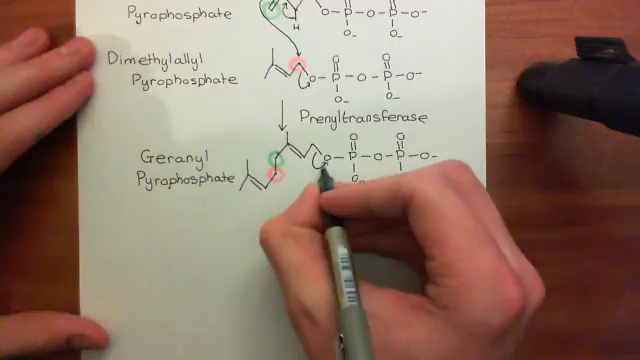 Pyrophosphate
H
O-P-O-P-O-
O O
O- O-
Dimethylallyl
Pyrophosphate
O O
O-P-O-P-O-
O- O-
Prenyltransferase
Geranyl
Pyrophosphate
O O
O-P-O-P-O-
O-